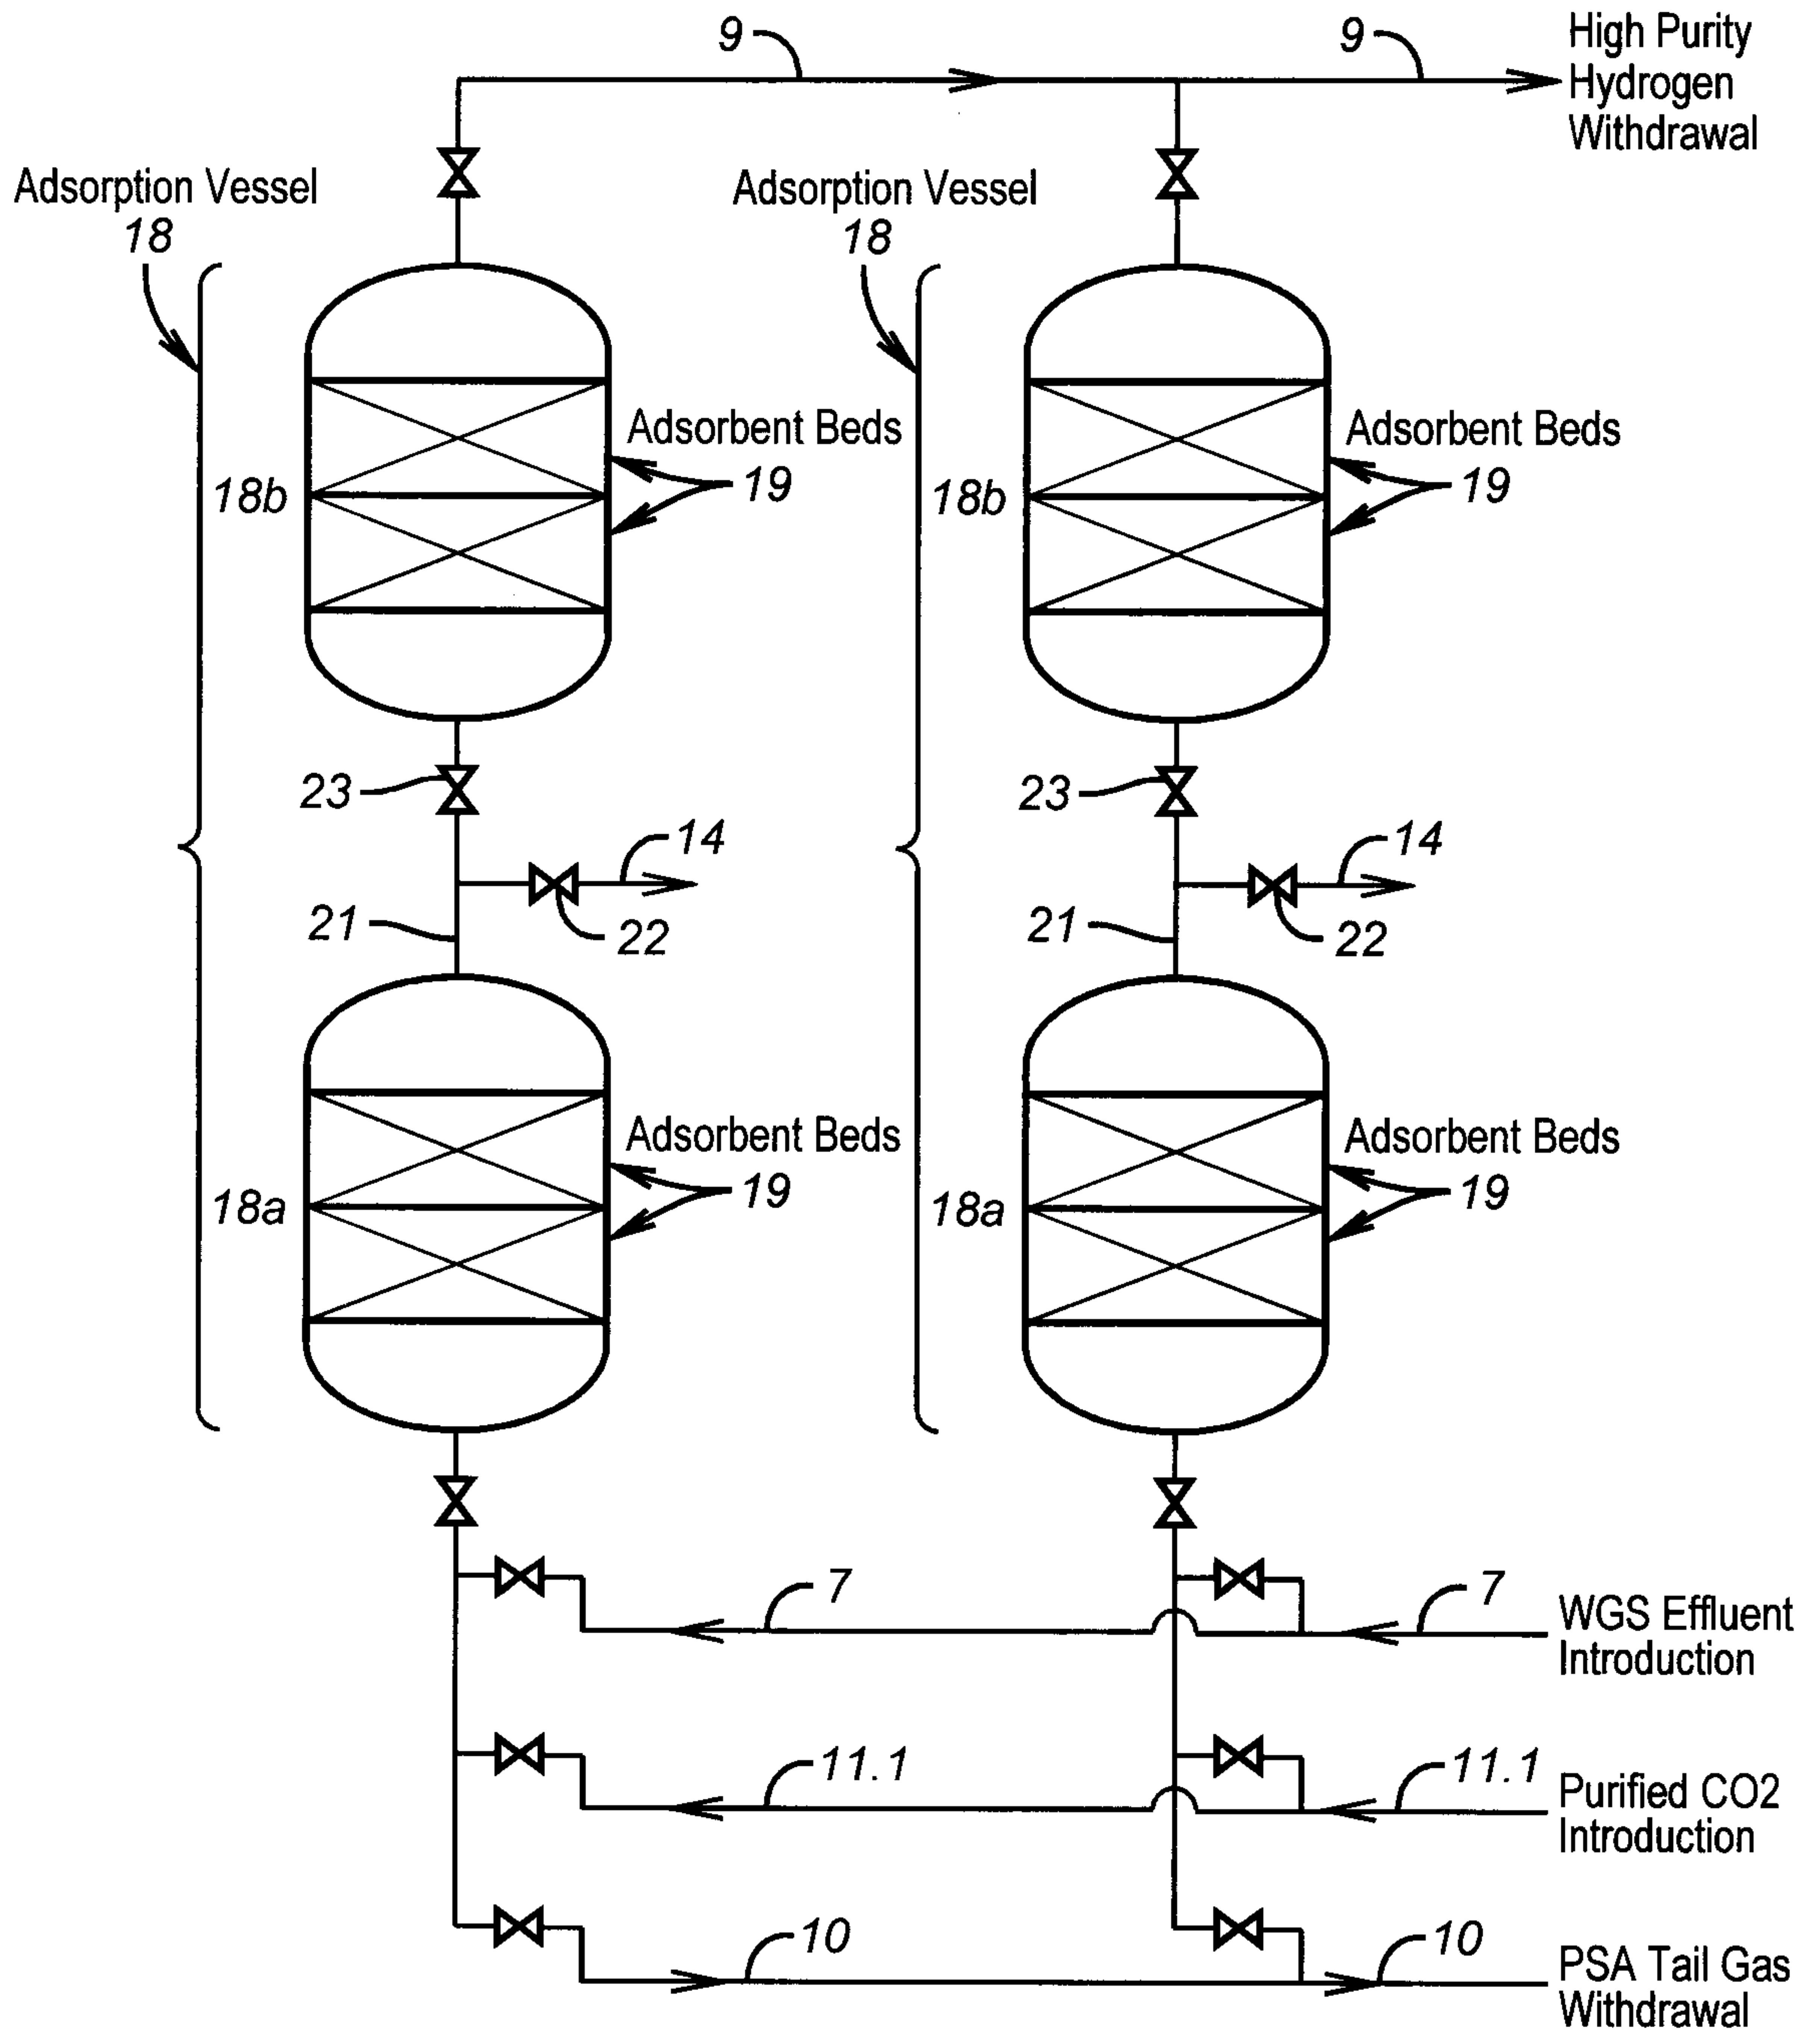 9
9
High Purity
Hydrogen
Withdrawal
Adsorption Vessel
18
Adsorption Vessel
18
Adsorbent Beds
19
18b
Adsorbent Beds
19
18b
23
23
14
14
21
22
21
22
Adsorbent Beds
19
18a
Adsorbent Beds
19
18a
7
7
WGS Effluent
Introduction
11.1
11.1
Purified CO2
Introduction
10
10
PSA Tail Gas
Withdrawal